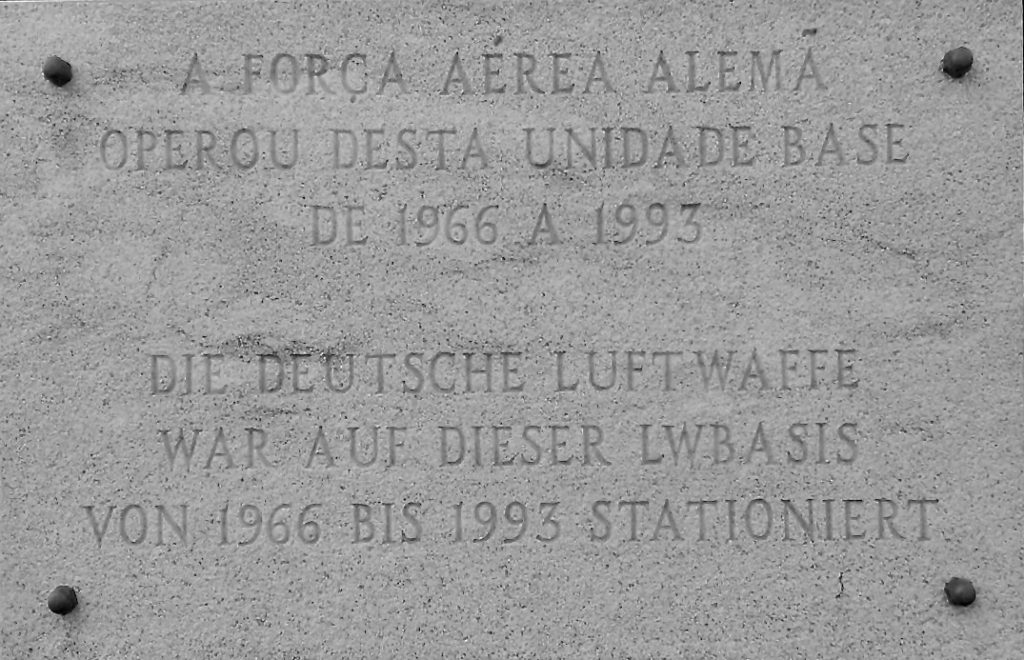 A FORÇA AÉREA ALEMÃ
OPEROU DESTA UNIDADE BASE
DE 1966 A 1993
DIE DEUTSCHE LUFTWAFFE
WAR AUF DIESER LWBASIS
VON 1966 BIS 1993 STATIONIERT